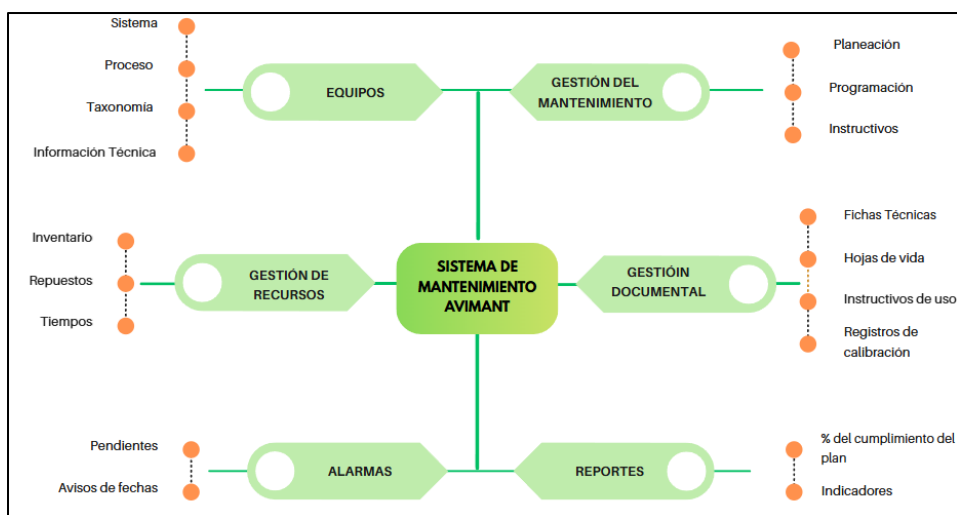 Sistema
Proceso
Taxonomía
Información Técnica
EQUIPOS
GESTIÓN DEL
MANTENIMIENTO
Planeación
Programación
Instructivos
Inventario
Repuestos
Tiempos
GESTIÓN DE
RECURSOS
SISTEMA DE
MANTENIMIENTO
AVIMANT
GESTIÓIN
DOCUMENTAL
Fichas Técnicas
Hojas de vida
Instructivos de uso
Registros de
calibración
Pendientes
Avisos de fechas
ALARMAS
REPORTES
% del cumplimiento del
plan
Indicadores